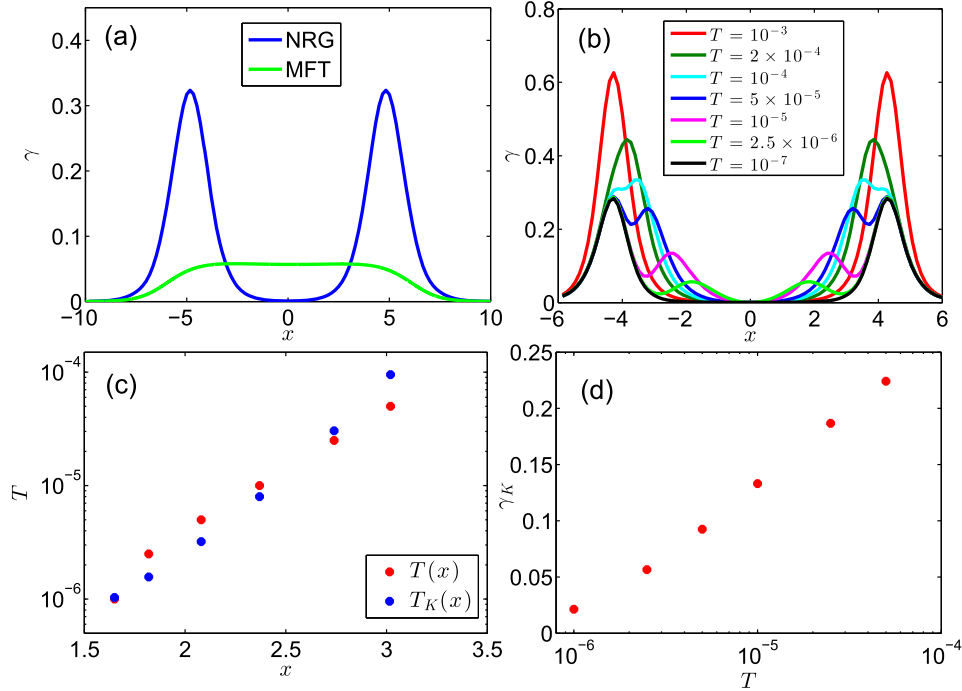 (a)
NRG
MFT
0.4
0.3
0.2
0.1
0
γ
−10
−5
0
5
10
x
(b)
T = 10⁻³
T = 2 × 10⁻⁴
T = 10⁻⁴
T = 5 × 10⁻⁵
T = 10⁻⁵
T = 2.5 × 10⁻⁶
T = 10⁻⁷
0.8
0.6
0.4
0.2
0
γ
−6
−4
−2
0
2
4
6
x
(c)
10⁻⁴
10⁻⁵
10⁻⁶
T
T(x)
T_K(x)
1.5
2
2.5
3
3.5
x
(d)
0.25
0.2
0.15
0.1
0.05
0
γ_K
10⁻⁶
10⁻⁵
10⁻⁴
T